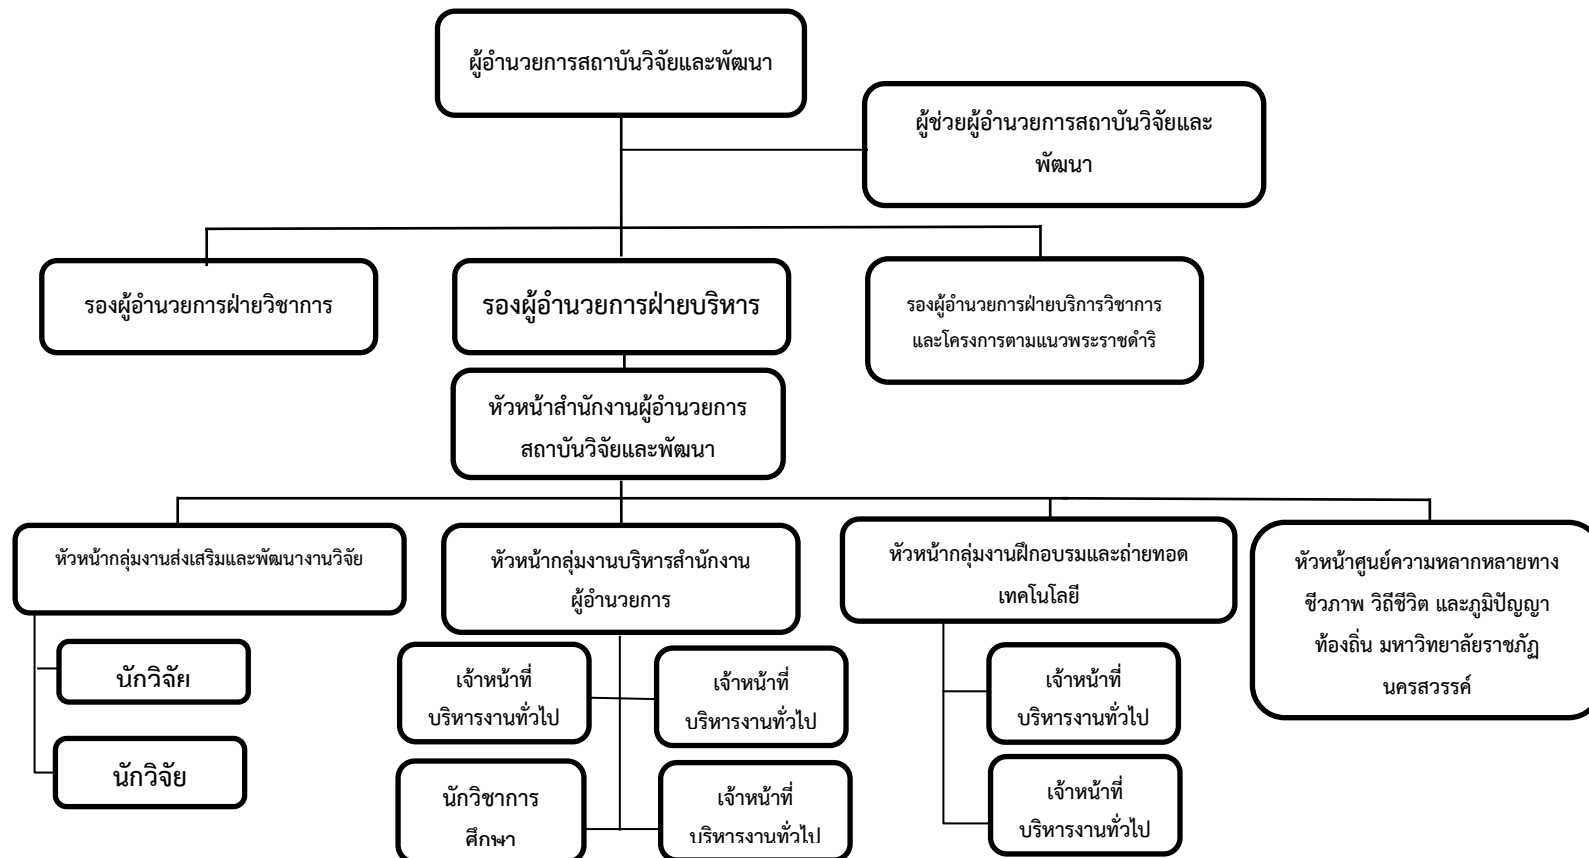 ผู้อำนวยการสถาบันวิจัยและพัฒนา
ผู้ช่วยผู้อำนวยการสถาบันวิจัยและ
พัฒนา
รองผู้อำนวยการฝ่ายวิชาการ
รองผู้อำนวยการฝ่ายบริหาร
รองผู้อำนวยการฝ่ายบริการวิชาการ
และโครงการตามแนวพระราชดำริ
หัวหน้าสำนักงานผู้อำนวยการ
สถาบันวิจัยและพัฒนา
หัวหน้ากลุ่มงานส่งเสริมและพัฒนางานวิจัย
หัวหน้ากลุ่มงานบริหารสำนักงาน
ผู้อำนวยการ
หัวหน้ากลุ่มงานฝึกอบรมและถ่ายทอด
เทคโนโลยี
หัวหน้าศูนย์ความหลากหลายทาง
ชีวภาพ วิถีชีวิต และภูมิปัญญา
ท้องถิ่น มหาวิทยาลัยราชภัฏ
นครสวรรค์
นักวิจัย
นักวิจัย
เจ้าหน้าที่
บริหารงานทั่วไป
เจ้าหน้าที่
บริหารงานทั่วไป
นักวิชาการ
ศึกษา
เจ้าหน้าที่
บริหารงานทั่วไป
เจ้าหน้าที่
บริหารงานทั่วไป
เจ้าหน้าที่
บริหารงานทั่วไป